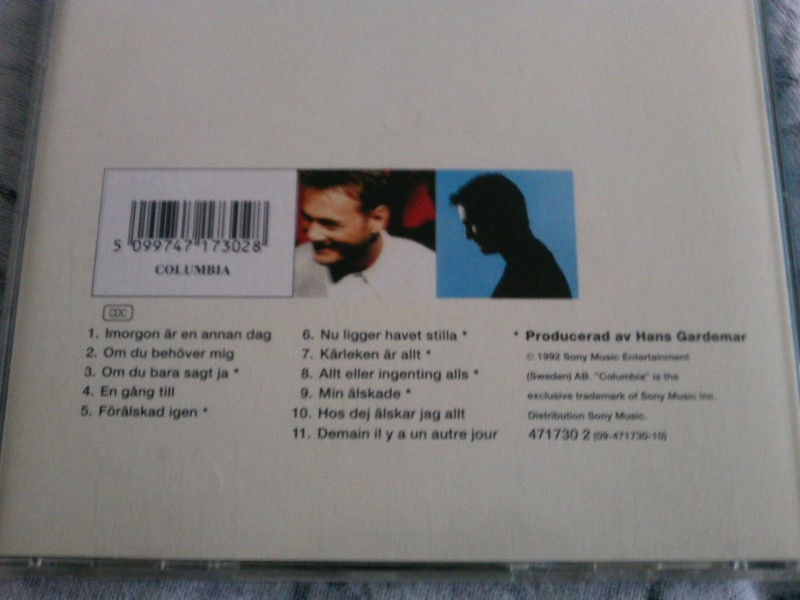 5 099747 173028
COLUMBIA
CDC
1. Imorgon är en annan dag
2. Om du behöver mig
3. Om du bara sagt ja *
4. En gång till
5. Förälskad igen *
6. Nu ligger havet stilla *
7. Kärleken är allt *
8. Allt eller ingenting alls *
9. Min älskade *
10. Hos dej älskar jag allt
11. Demain il y a un autre jour
* Producerad av Hans Gardemar
© 1992 Sony Music Entertainment
(Sweden) AB. "Columbia" is the
exclusive trademark of Sony Music Inc.
Distribution Sony Music.
471730 2 (09-471730-10)